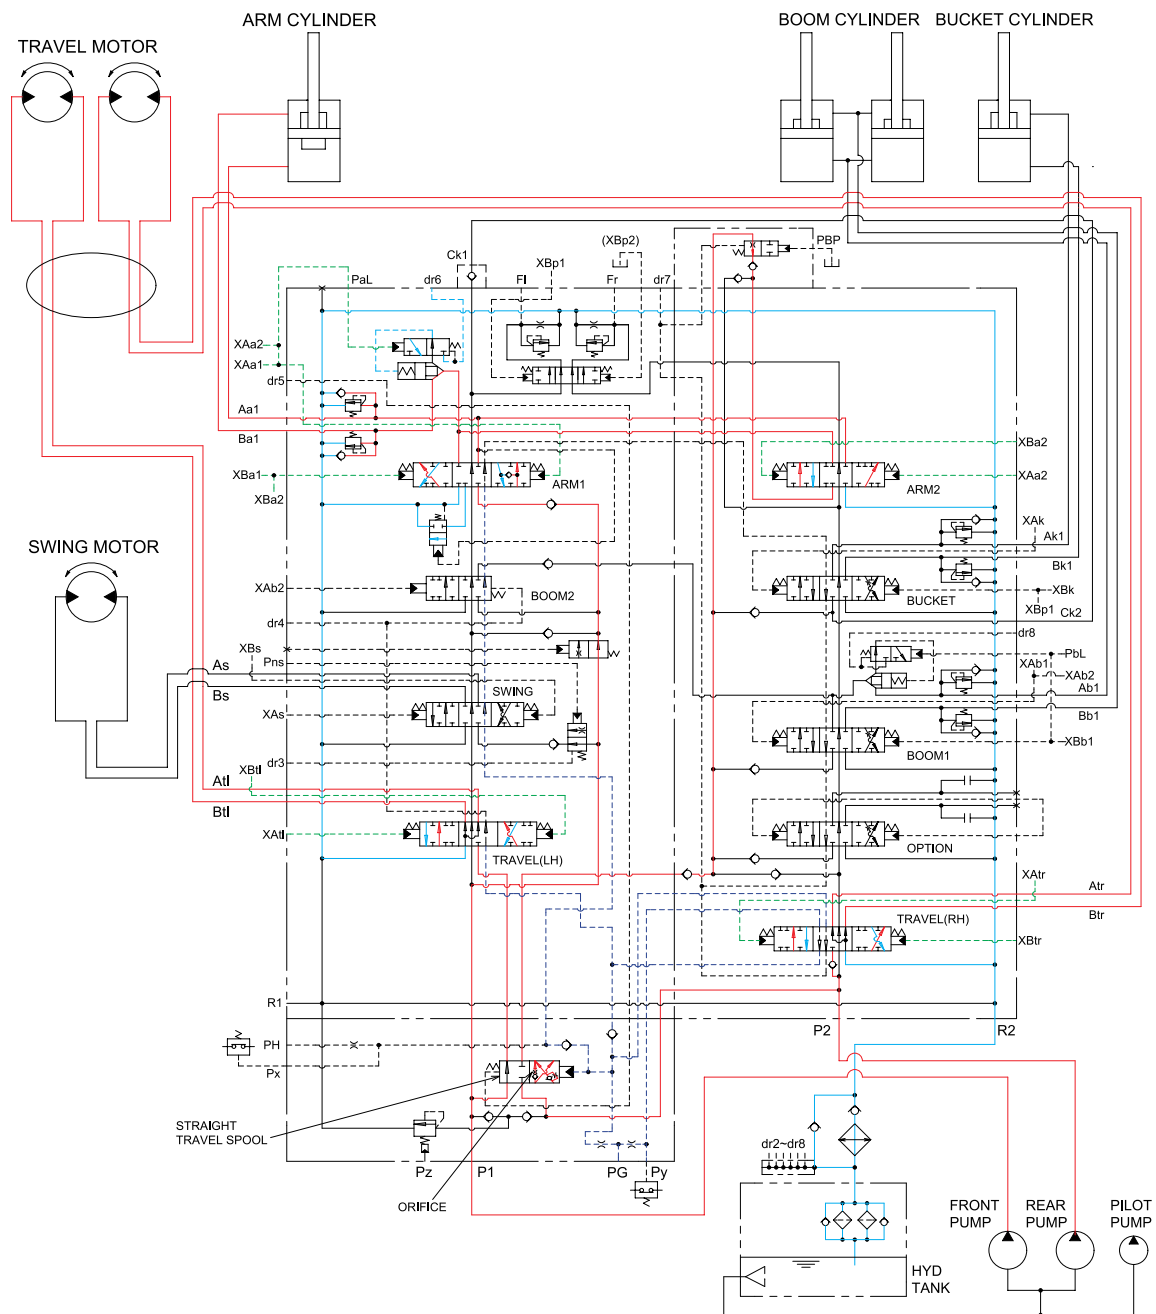 ARM CYLINDER
BOOM CYLINDER
BUCKET CYLINDER
TRAVEL MOTOR
(XBp2)
PBP
Ck1
XBp1
PaL
dr6
Fl
Fr
dr7
XAa2
XAa1
dr5
Aa1
Ba1
XBa2
XBa1
ARM1
XAa2
ARM2
XBa2
XAk
Ak1
SWING MOTOR
Bk1
XAb2
BOOM2
BUCKET
XBk
XBp1
Ck2
dr4
dr8
XBs
Pns
PbL
XAb1
XAb2
As
Ab1
Bs
SWING
Bb1
XAs
XBb1
BOOM1
dr3
XBtl
Atl
Btl
XAtl
OPTION
TRAVEL(LH)
XAtr
Atr
Btr
TRAVEL(RH)
XBtr
R1
P2
R2
PH
Px
STRAIGHT
TRAVEL SPOOL
dr2~dr8
Pz
P1
PG
Py
ORIFICE
FRONT
PUMP
REAR
PUMP
PILOT
PUMP
HYD
TANK